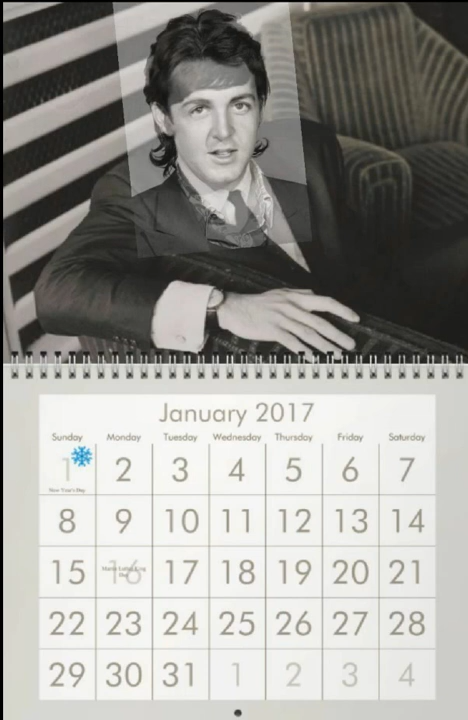 January 2017
Sunday Monday Tuesday Wednesday Thursday Friday Saturday
1 2 3 4 5 6 7
New Year's Day
8 9 10 11 12 13 14
15 16 17 18 19 20 21
Martin Luther King
Day
22 23 24 25 26 27 28
29 30 31 1 2 3 4